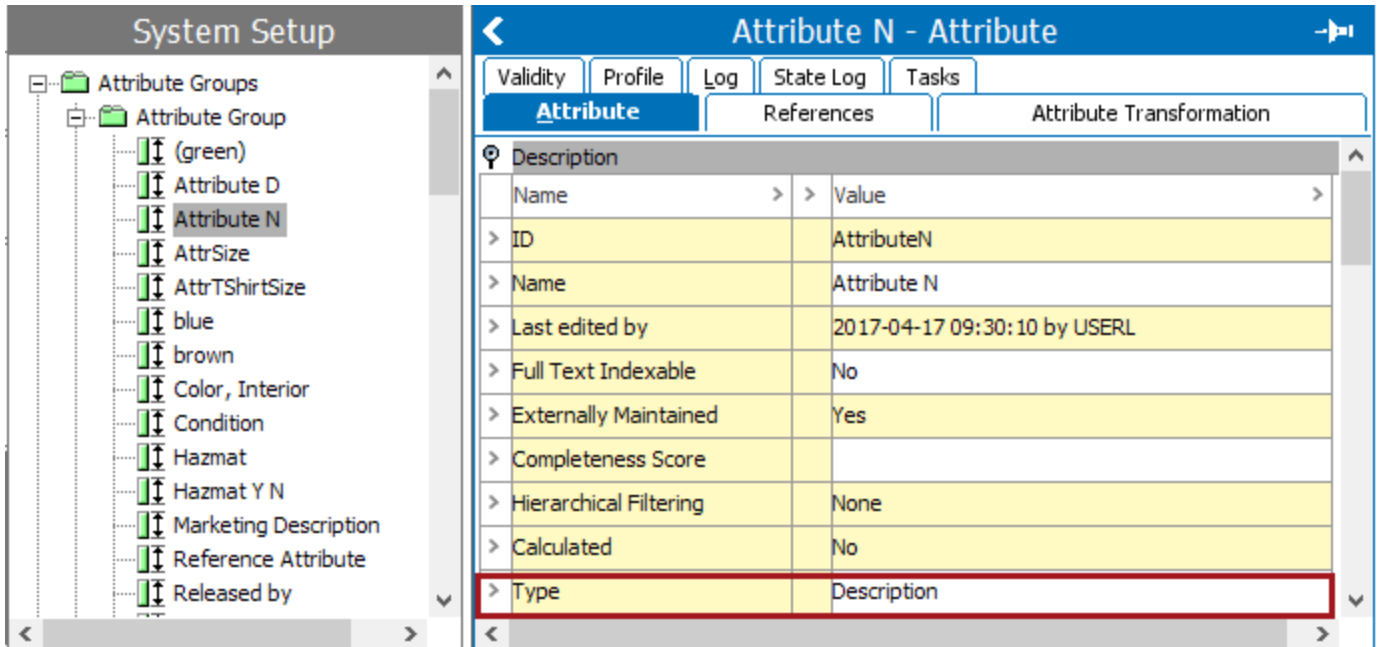 System Setup
Attribute Groups
Attribute Group
(green)
Attribute D
Attribute N
AttrSize
AttrTShirtSize
blue
brown
Color, Interior
Condition
Hazmat
Hazmat Y N
Marketing Description
Reference Attribute
Released by
Attribute N - Attribute
Validity Profile Log State Log Tasks
Attribute References Attribute Transformation
Description
Name > > Value >
> ID AttributeN
> Name Attribute N
> Last edited by 2017-04-17 09:30:10 by USERL
> Full Text Indexable No
> Externally Maintained Yes
> Completeness Score
> Hierarchical Filtering None
> Calculated No
> Type Description